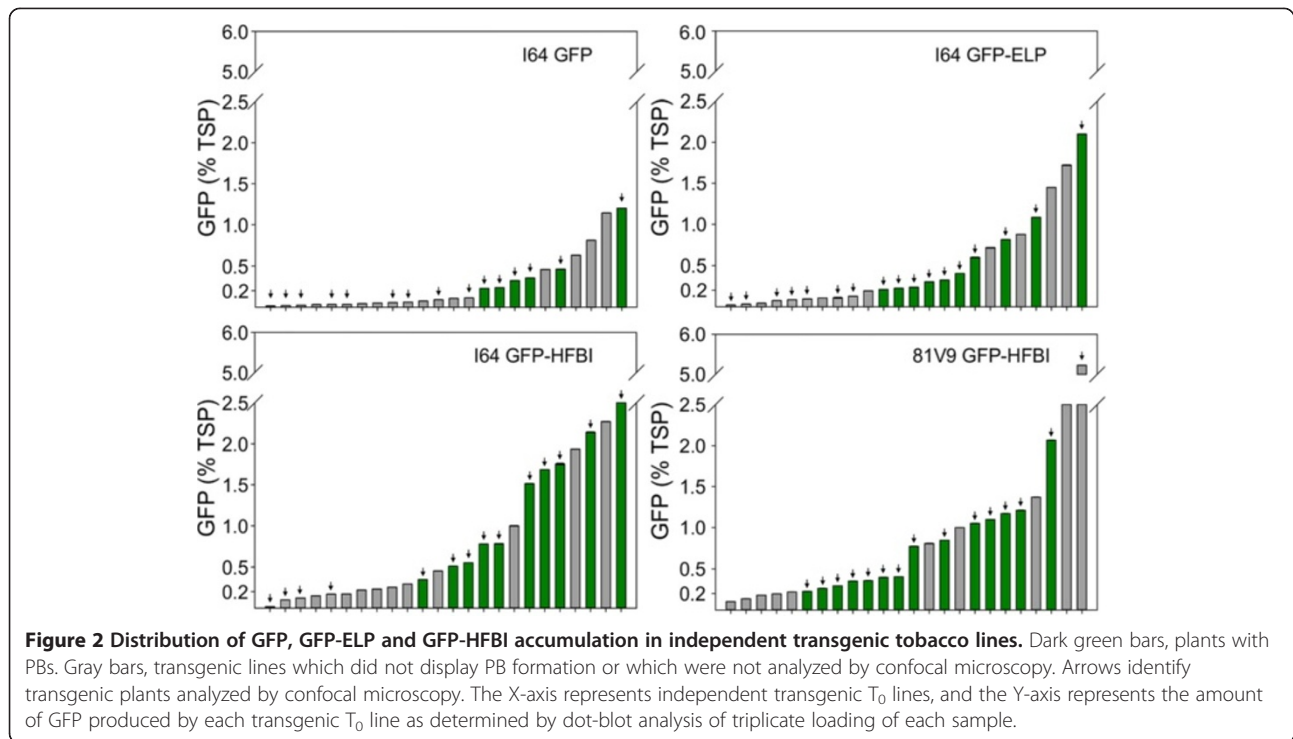 6.0
5.0
2.5
2.0
1.5
1.0
0.5
0.2
GFP (% TSP)
I64 GFP
6.0
5.0
2.5
2.0
1.5
1.0
0.5
0.2
GFP (% TSP)
I64 GFP-ELP
6.0
5.0
2.5
2.0
1.5
1.0
0.5
0.2
GFP (% TSP)
I64 GFP-HFBI
6.0
5.0
2.5
2.0
1.5
1.0
0.5
0.2
GFP (% TSP)
81V9 GFP-HFBI
Figure 2 Distribution of GFP, GFP-ELP and GFP-HFBI accumulation in independent transgenic tobacco lines. Dark green bars, plants with
PBs. Gray bars, transgenic lines which did not display PB formation or which were not analyzed by confocal microscopy. Arrows identify
transgenic plants analyzed by confocal microscopy. The X-axis represents independent transgenic T₀ lines, and the Y-axis represents the amount
of GFP produced by each transgenic T₀ line as determined by dot-blot analysis of triplicate loading of each sample.